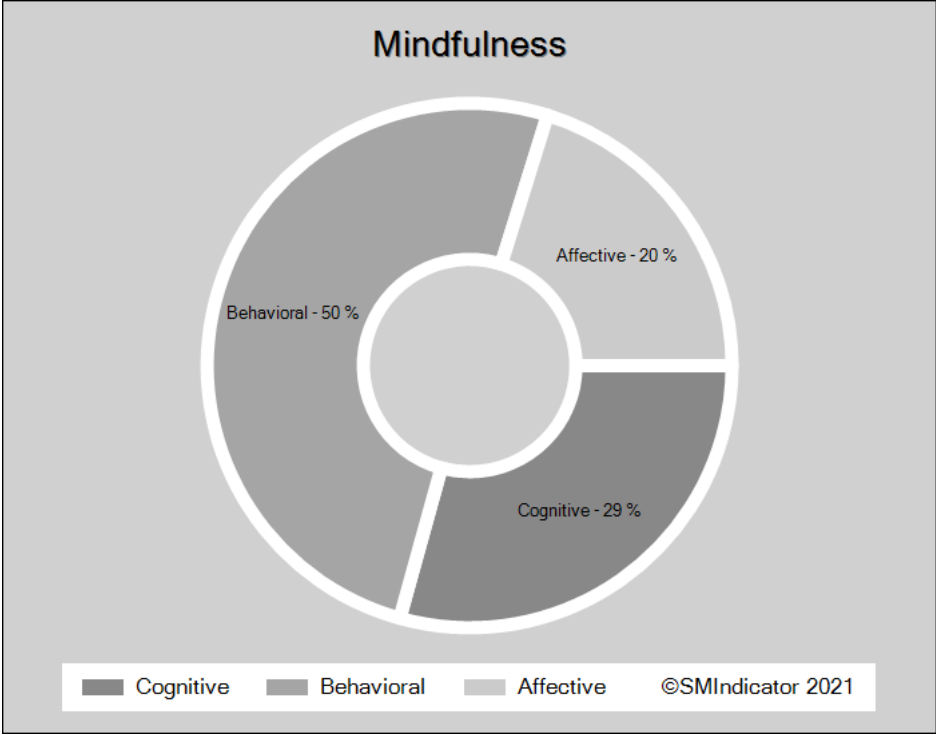 Mindfulness
Affective - 20 %
Behavioral - 50 %
Cognitive - 29 %
Cognitive Behavioral Affective ©SMIndicator 2021